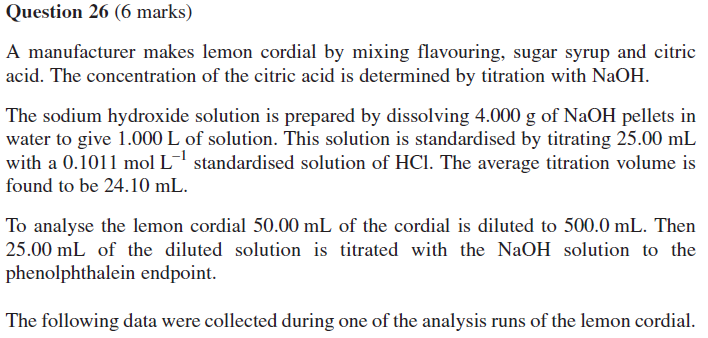 Question 26 (6 marks)
A manufacturer makes lemon cordial by mixing flavouring, sugar syrup and citric
acid. The concentration of the citric acid is determined by titration with NaOH.
The sodium hydroxide solution is prepared by dissolving 4.000 g of NaOH pellets in
water to give 1.000 L of solution. This solution is standardised by titrating 25.00 mL
with a 0.1011 mol L⁻¹ standardised solution of HCl. The average titration volume is
found to be 24.10 mL.
To analyse the lemon cordial 50.00 mL of the cordial is diluted to 500.0 mL. Then
25.00 mL of the diluted solution is titrated with the NaOH solution to the
phenolphthalein endpoint.
The following data were collected during one of the analysis runs of the lemon cordial.